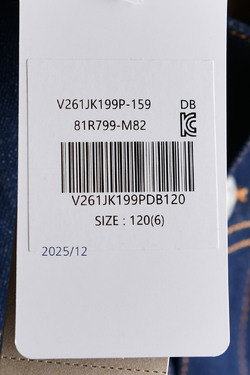 V261JK199P-159 DB
81R799-M82
V261JK199PDB120
SIZE : 120(6)
2025/12